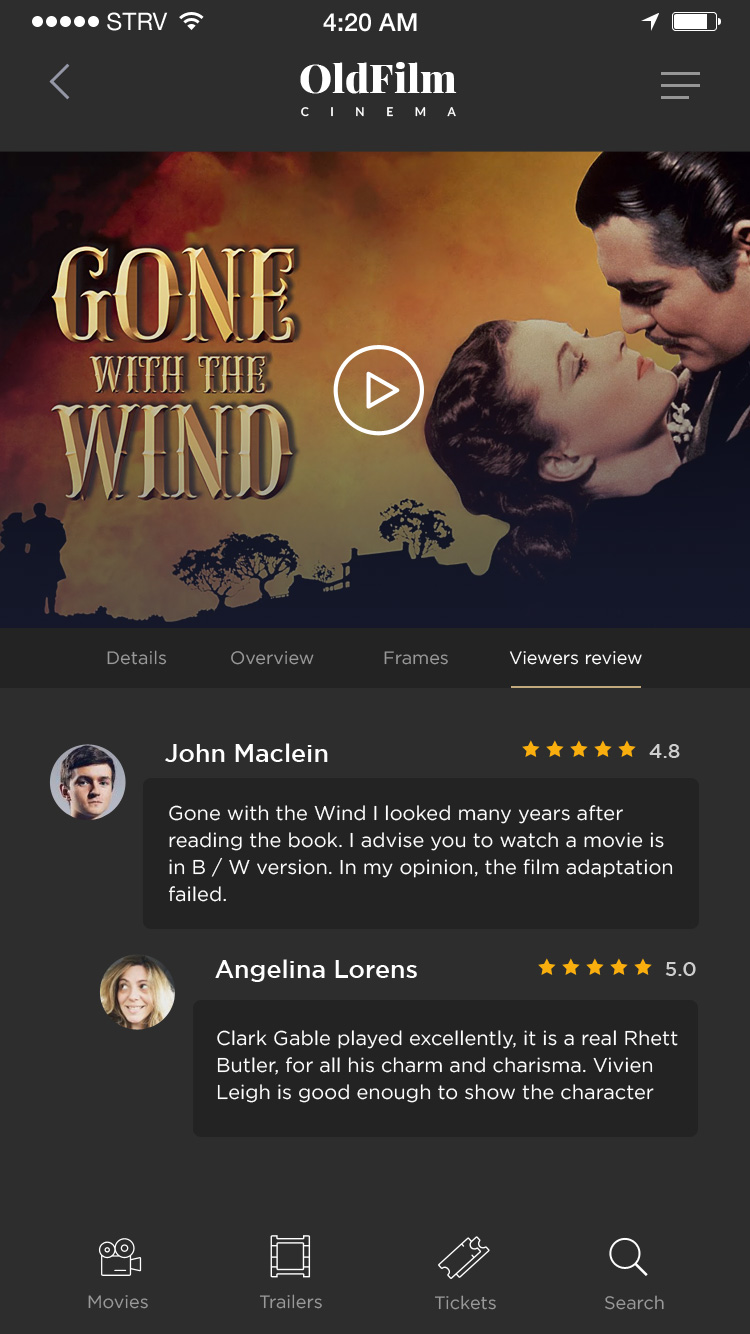 STRV
4:20 AM
OldFilm
CINEMA
GONE
WITH THE
WIND
Details
Overview
Frames
Viewers review
John Maclein
4.8
Gone with the Wind I looked many years after
reading the book. I advise you to watch a movie is
in B / W version. In my opinion, the film adaptation
failed.
Angelina Lorens
5.0
Clark Gable played excellently, it is a real Rhett
Butler, for all his charm and charisma. Vivien
Leigh is good enough to show the character
Movies
Trailers
Tickets
Search